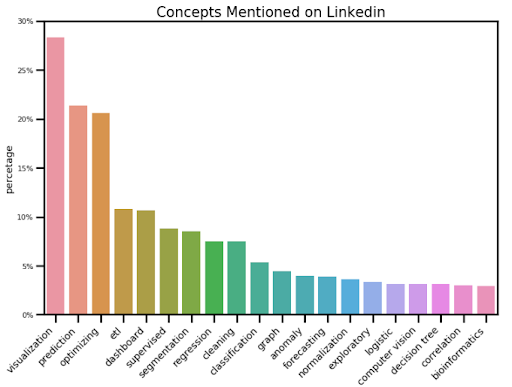 Concepts Mentioned on Linkedin
30%
25%
20%
15%
10%
5%
0%
percetage
visualization
prediction
optimizing
etl
dashboard
supervised
segmentation
regression
cleaning
classification
graph
anomaly
forecasting
normalization
exploratory
logistic
computer vision
decision tree
correlation
bioinformatics